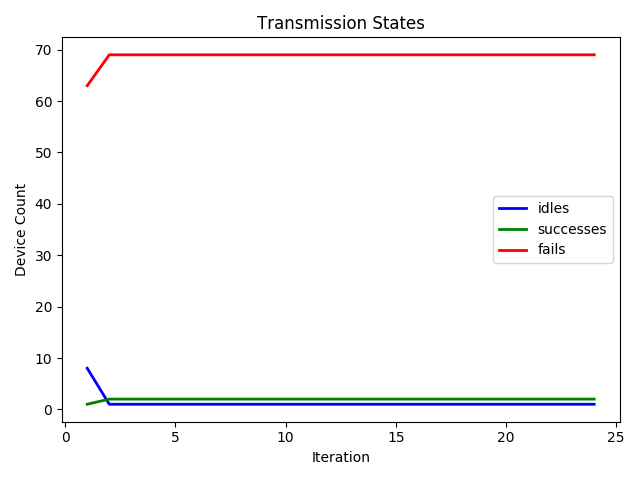 Transmission States
Device Count
70
60
50
40
30
20
10
0
idles
successes
fails
0 5 10 15 20 25
Iteration